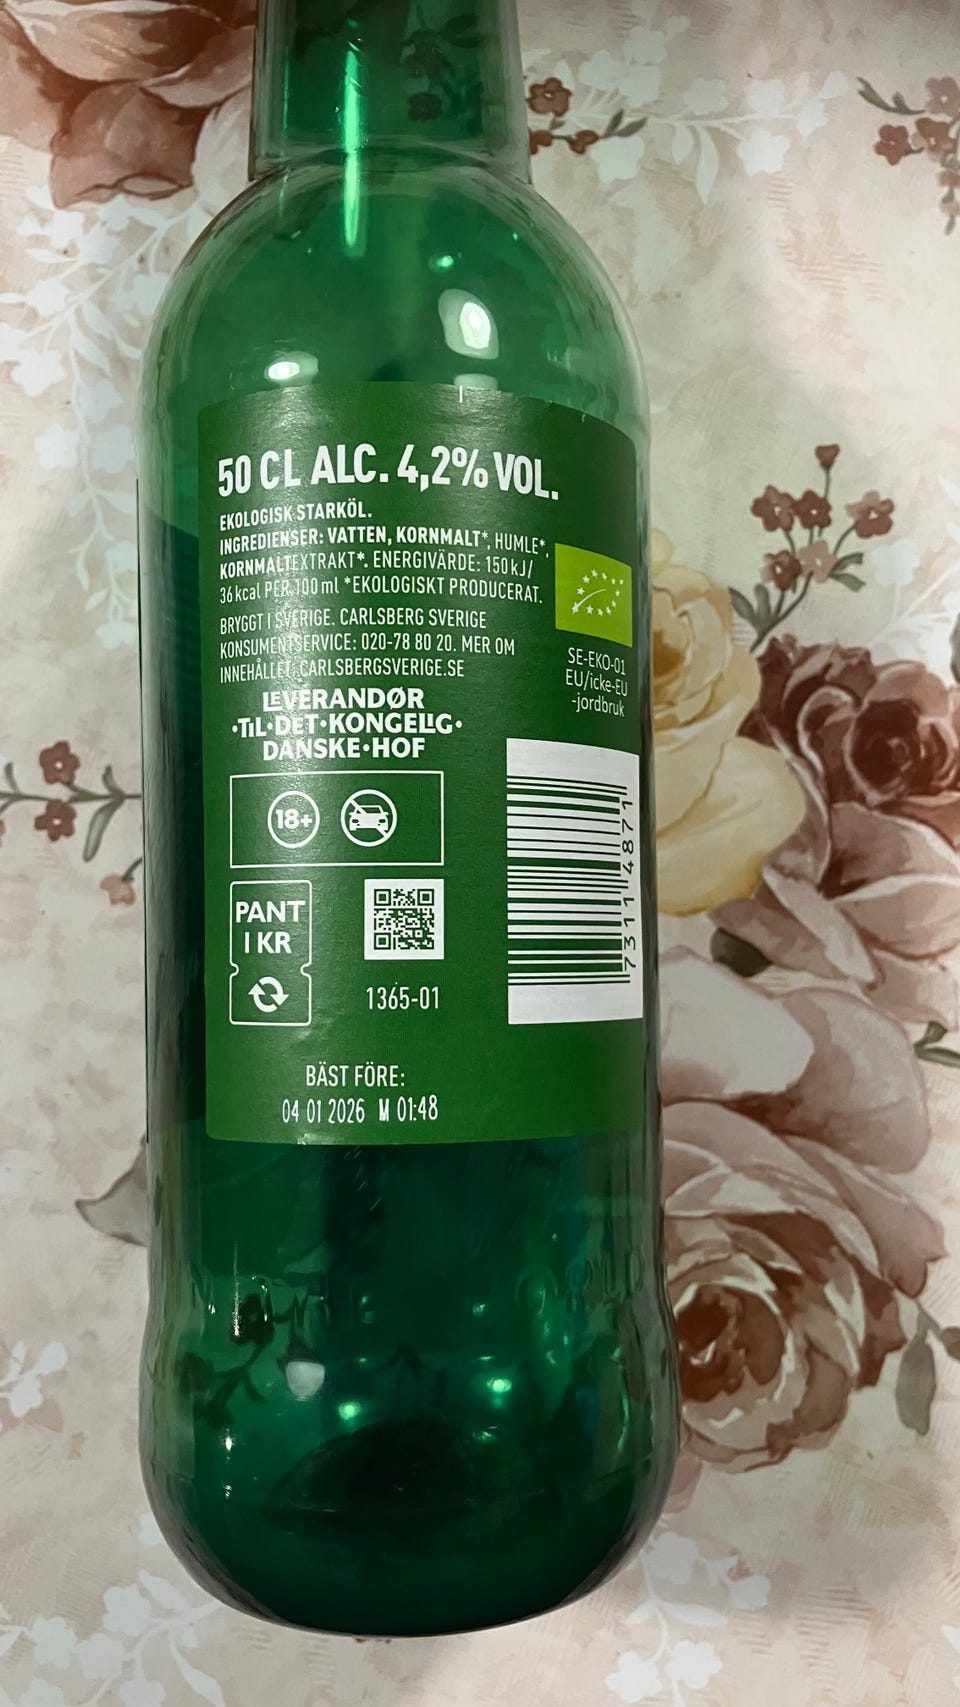 50 CL ALC. 4,2% VOL.
EKOLOGISK STARKÖL.
INGREDIENSER: VATTEN, KORNMALT*, HUMLE*,
KORNMALTEXTRAKT*. ENERGIVÄRDE: 150 kJ/
36 kcal PER 100 ml *EKOLOGISKT PRODUCERAT.
BRYGGT I SVERIGE. CARLSBERG SVERIGE
KONSUMENTSERVICE: 020-78 80 20. MER OM
INNEHÅLLET: CARLSBERGSVERIGE.SE
SE-EKO-01
EU/icke-EU
-jordbruk
LEVERANDØR
•TIL•DET•KONGELIG•
DANSKE•HOF
18+
PANT
1 KR
1365-01
7311114871
BÄST FÖRE:
04 01 2026 M 01:48